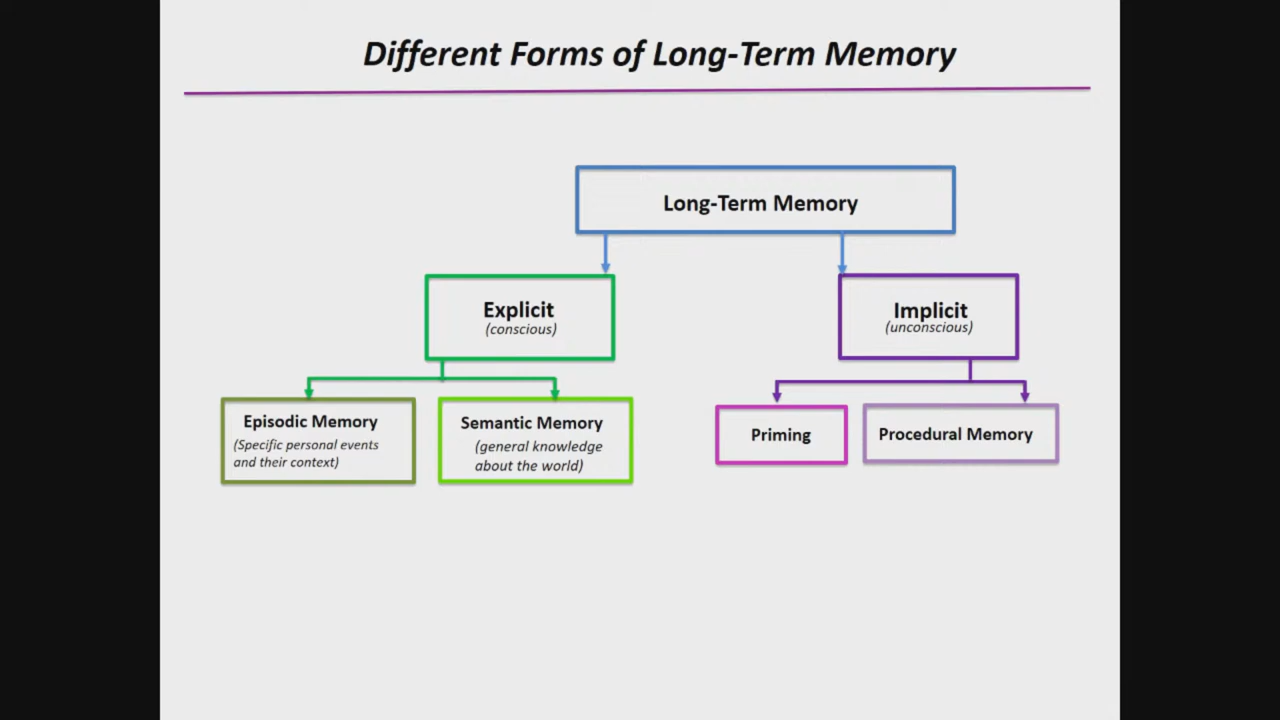 Different Forms of Long-Term Memory
Long-Term Memory
Explicit
(conscious)
Implicit
(unconscious)
Episodic Memory
(Specific personal events
and their context)
Semantic Memory
(general knowledge
about the world)
Priming
Procedural Memory